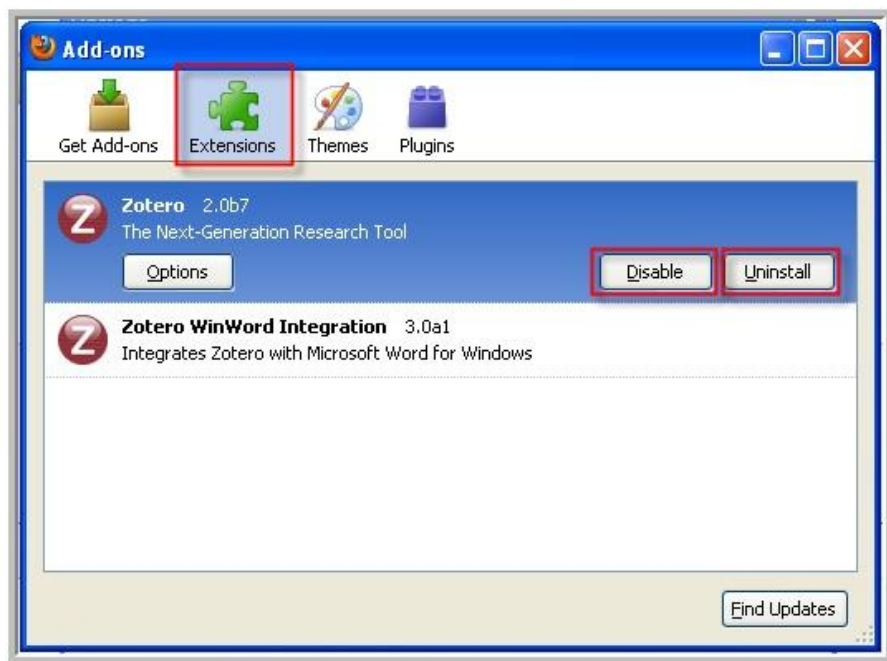 Add-ons
Get Add-ons Extensions Themes Plugins
Zotero 2.0b7
The Next-Generation Research Tool
Options Disable Uninstall
Zotero WinWord Integration 3.0a1
Integrates Zotero with Microsoft Word for Windows
Find Updates